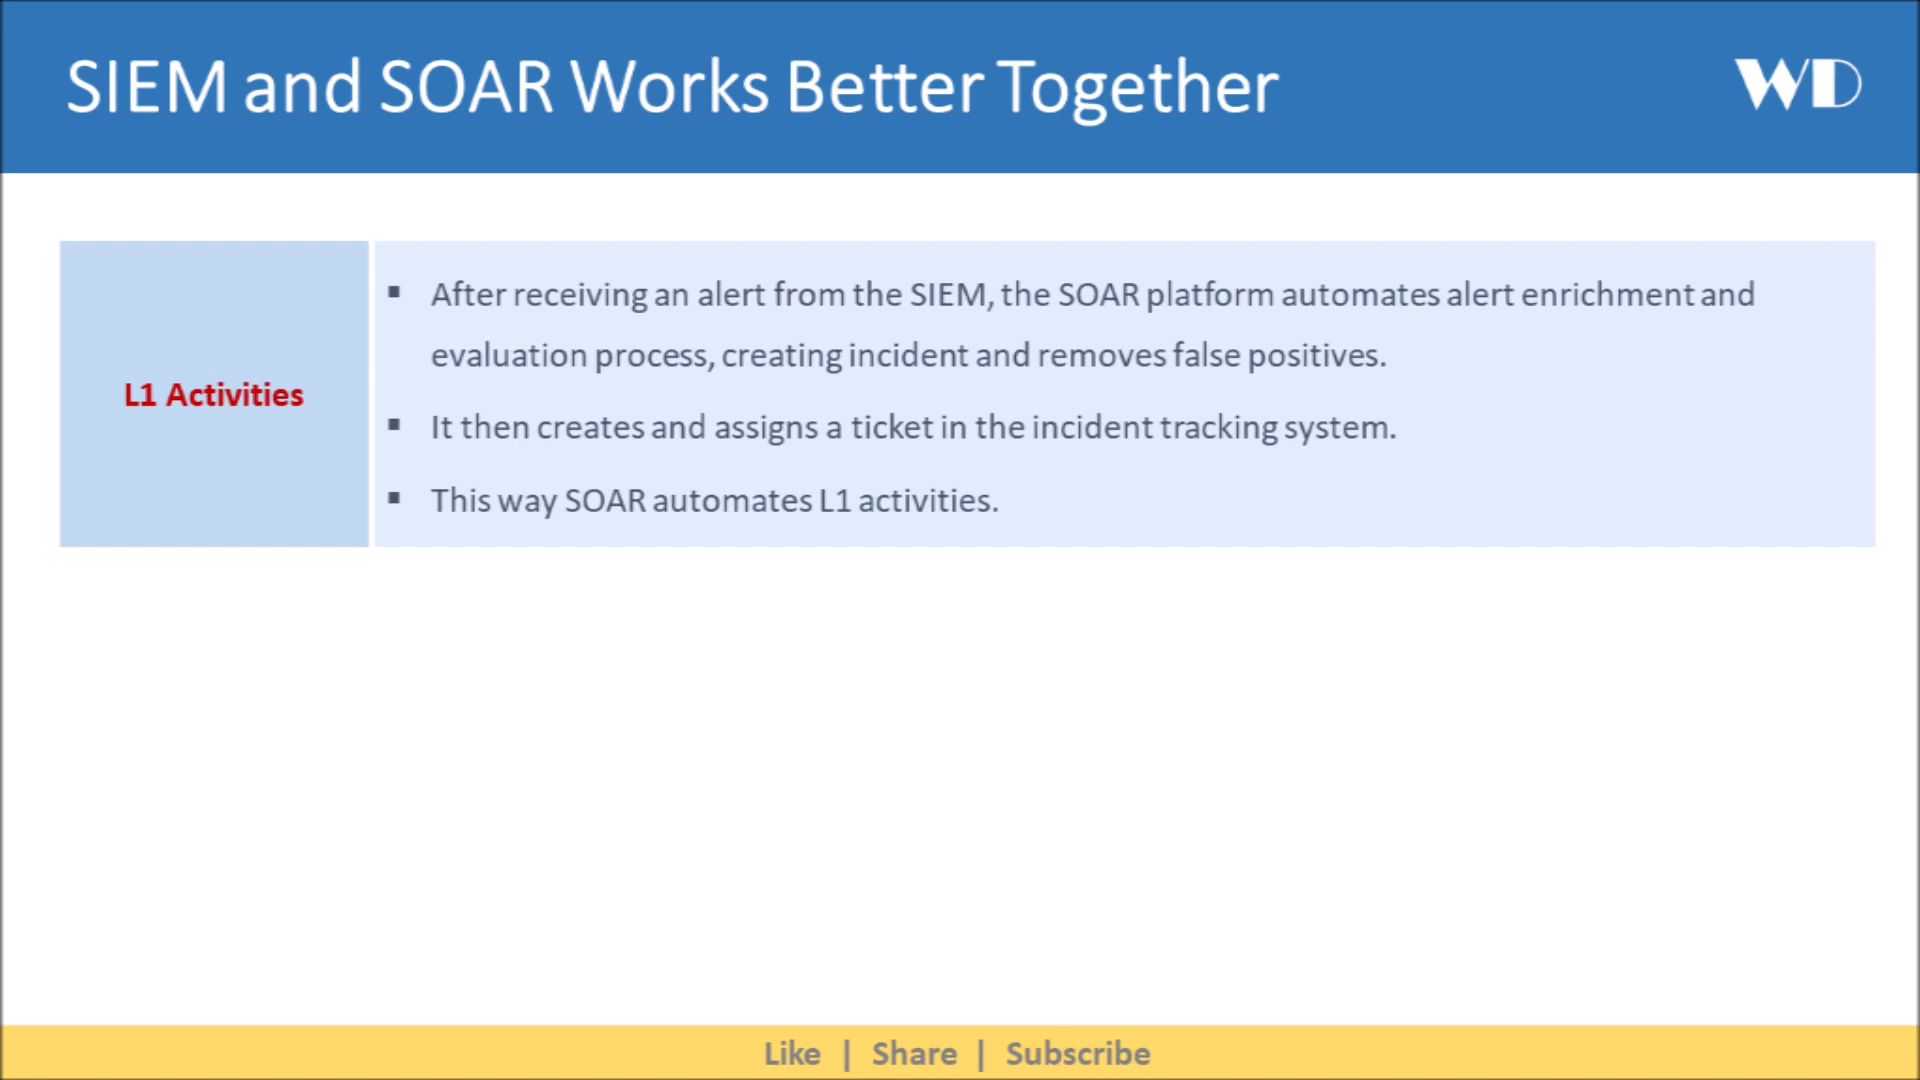 SIEM and SOAR Works Better Together
WD
L1 Activities
▪ After receiving an alert from the SIEM, the SOAR platform automates alert enrichment and
evaluation process, creating incident and removes false positives.
▪ It then creates and assigns a ticket in the incident tracking system.
▪ This way SOAR automates L1 activities.
Like | Share | Subscribe